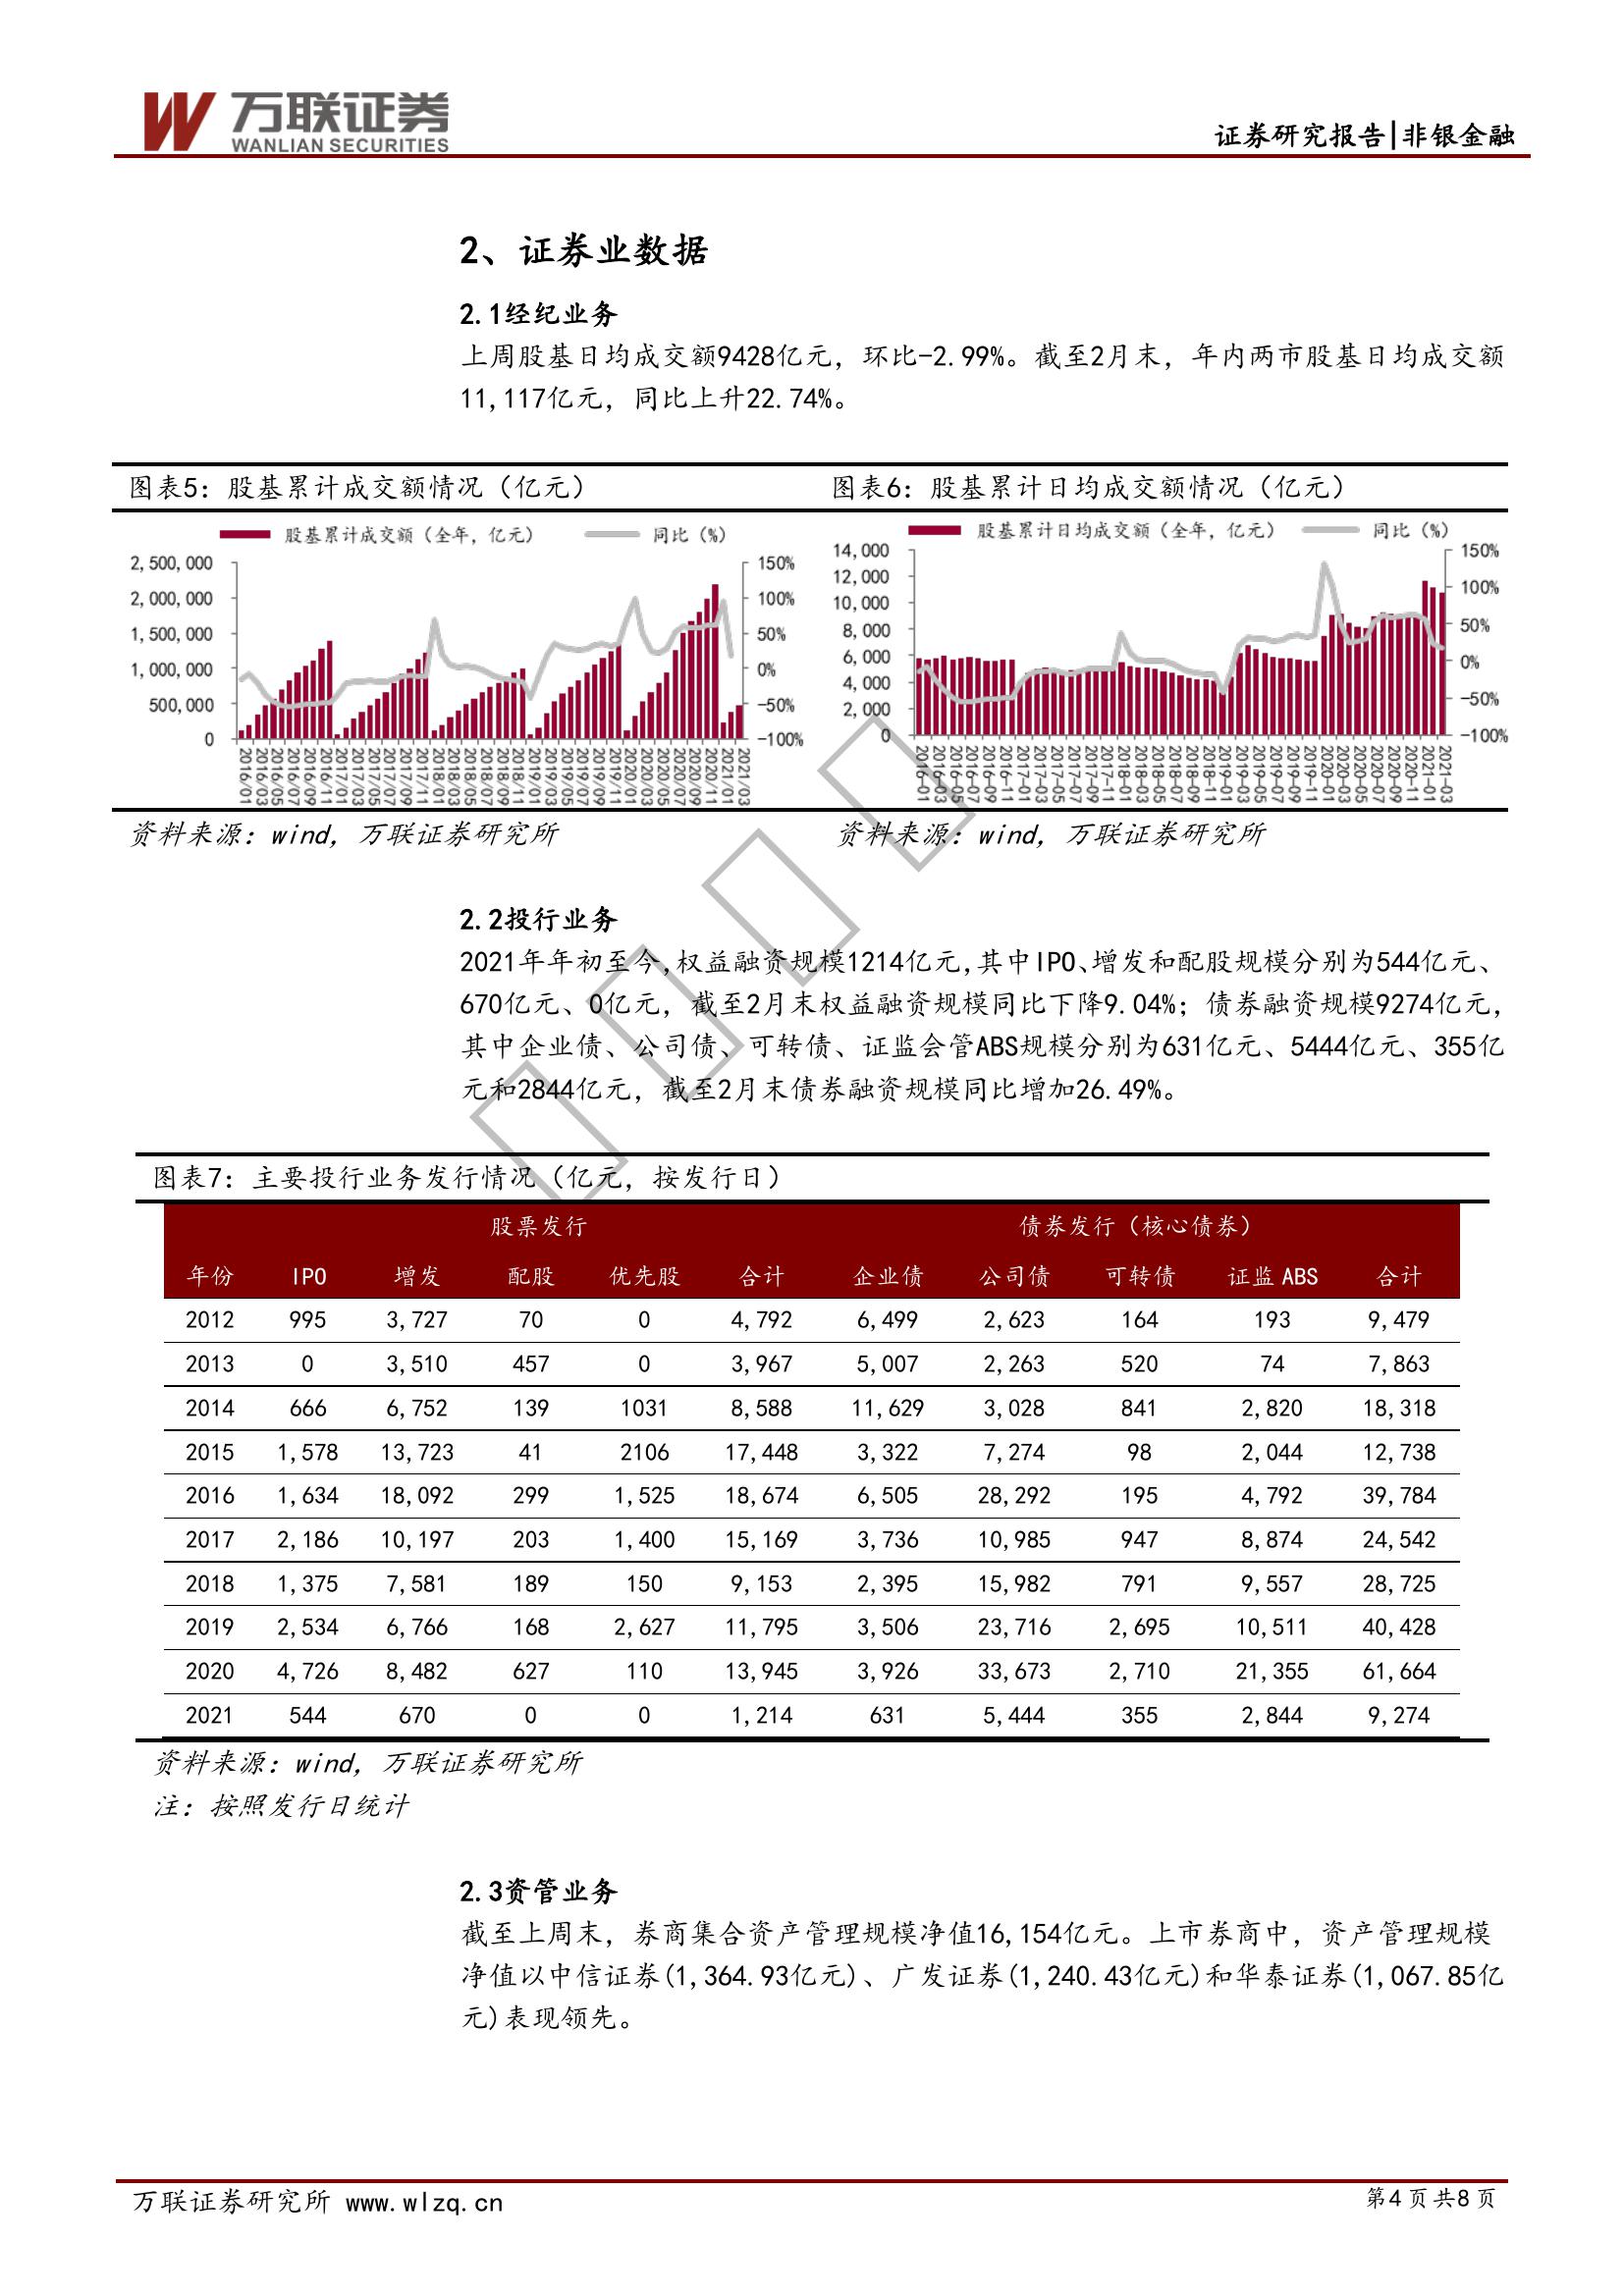 万联证券
WANLIAN SECURITIES
证券研究报告|非银金融
2、证券业数据
2.1经纪业务
上周股基日均成交额9428亿元，环比-2.99%。截至2月末，年内两市股基日均成交额
11,117亿元，同比上升22.74%。
图表5：股基累计成交额情况（亿元）
股基累计成交额（全年，亿元） 同比（%）
2,500,000 150%
2,000,000 100%
1,500,000 50%
1,000,000 0%
500,000 -50%
0 -100%
2016/01 2016/03 2016/05 2016/07 2016/09 2016/11 2017/01 2017/03 2017/05 2017/07 2017/09 2017/11 2018/01 2018/03 2018/05 2018/07 2018/09 2018/11 2019/01 2019/03 2019/05 2019/07 2019/09 2019/11 2020/01 2020/03 2020/05 2020/07 2020/09 2020/11 2021/01 2021/03
资料来源：wind，万联证券研究所
图表6：股基累计日均成交额情况（亿元）
股基累计日均成交额（全年，亿元） 同比（%）
14,000 150%
12,000 100%
10,000
8,000 50%
6,000 0%
4,000 -50%
2,000
0 -100%
2016-01 2016-03 2016-05 2016-07 2016-09 2016-11 2017-01 2017-03 2017-05 2017-07 2017-09 2017-11 2018-01 2018-03 2018-05 2018-07 2018-09 2018-11 2019-01 2019-03 2019-05 2019-07 2019-09 2019-11 2020-01 2020-03 2020-05 2020-07 2020-09 2020-11 2021-01 2021-03
资料来源：wind，万联证券研究所
2.2投行业务
2021年年初至今,权益融资规模1214亿元,其中IPO、增发和配股规模分别为544亿元、
670亿元、0亿元，截至2月末权益融资规模同比下降9.04%；债券融资规模9274亿元，
其中企业债、公司债、可转债、证监会管ABS规模分别为631亿元、5444亿元、355亿
元和2844亿元，截至2月末债券融资规模同比增加26.49%。
图表7：主要投行业务发行情况（亿元，按发行日）
股票发行 债券发行（核心债券）
年份 IPO 增发 配股 优先股 合计 企业债 公司债 可转债 证监 ABS 合计
2012 995 3,727 70 0 4,792 6,499 2,623 164 193 9,479
2013 0 3,510 457 0 3,967 5,007 2,263 520 74 7,863
2014 666 6,752 139 1031 8,588 11,629 3,028 841 2,820 18,318
2015 1,578 13,723 41 2106 17,448 3,322 7,274 98 2,044 12,738
2016 1,634 18,092 299 1,525 18,674 6,505 28,292 195 4,792 39,784
2017 2,186 10,197 203 1,400 15,169 3,736 10,985 947 8,874 24,542
2018 1,375 7,581 189 150 9,153 2,395 15,982 791 9,557 28,725
2019 2,534 6,766 168 2,627 11,795 3,506 23,716 2,695 10,511 40,428
2020 4,726 8,482 627 110 13,945 3,926 33,673 2,710 21,355 61,664
2021 544 670 0 0 1,214 631 5,444 355 2,844 9,274
资料来源：wind，万联证券研究所
注：按照发行日统计
2.3资管业务
截至上周末，券商集合资产管理规模净值16,154亿元。上市券商中，资产管理规模
净值以中信证券(1,364.93亿元)、广发证券(1,240.43亿元)和华泰证券(1,067.85亿
元)表现领先。
万联证券研究所 www.wlzq.cn
第4页共8页